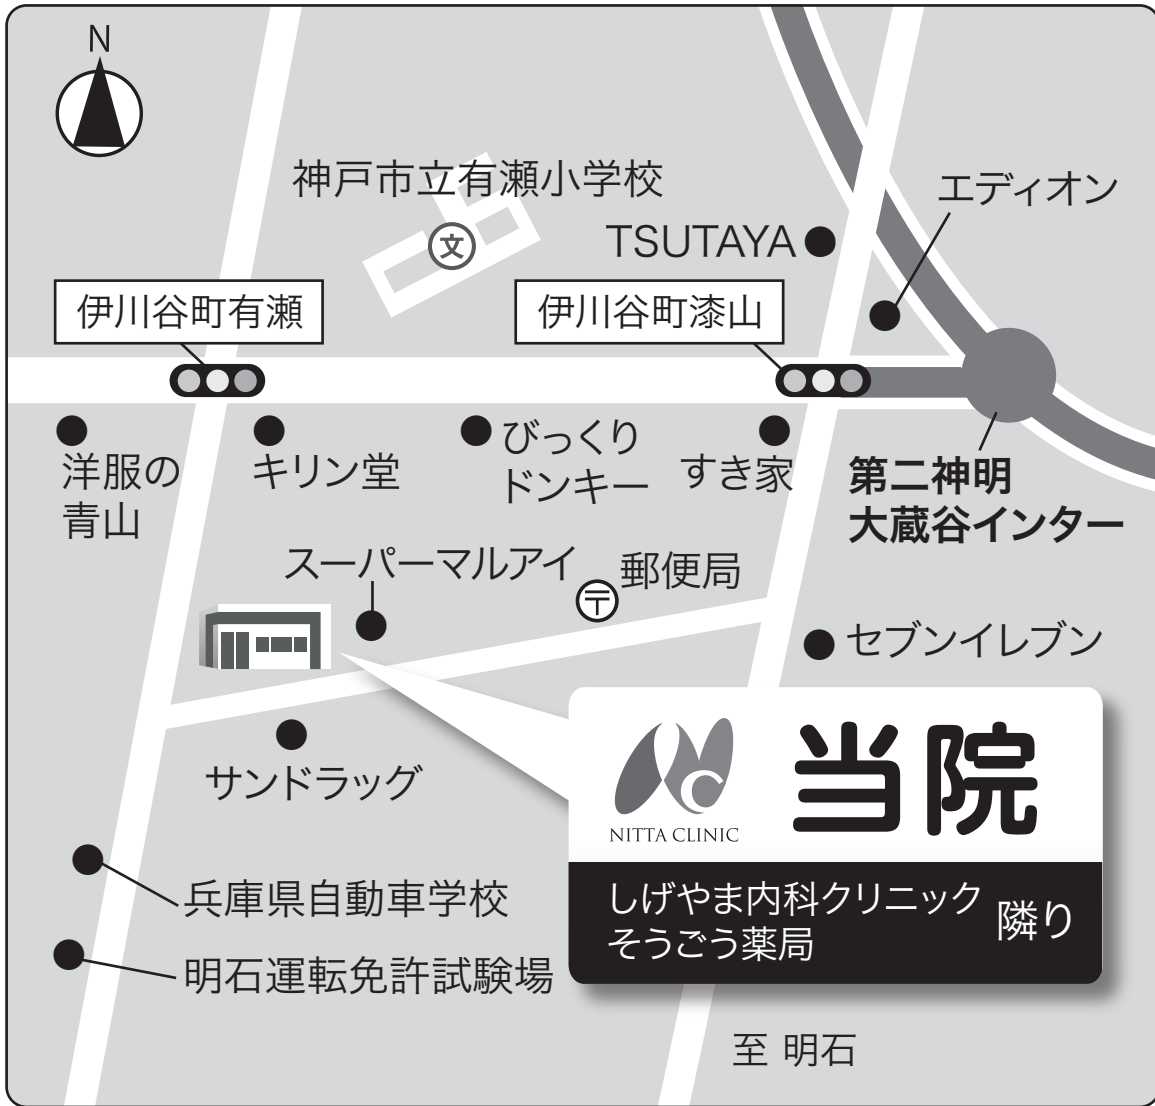 N
神戸市立有瀬小学校
文
エディオン
TSUTAYA
伊川谷町有瀬
伊川谷町漆山
洋服の
青山
キリン堂
びっくり
ドンキー
すき家
第二神明
大蔵谷インター
スーパーマルアイ
〒
郵便局
セブンイレブン
サンドラッグ
NC
NITTA CLINIC
当院
しげやま内科クリニック
そうごう薬局
隣り
兵庫県自動車学校
明石運転免許試験場
至 明石